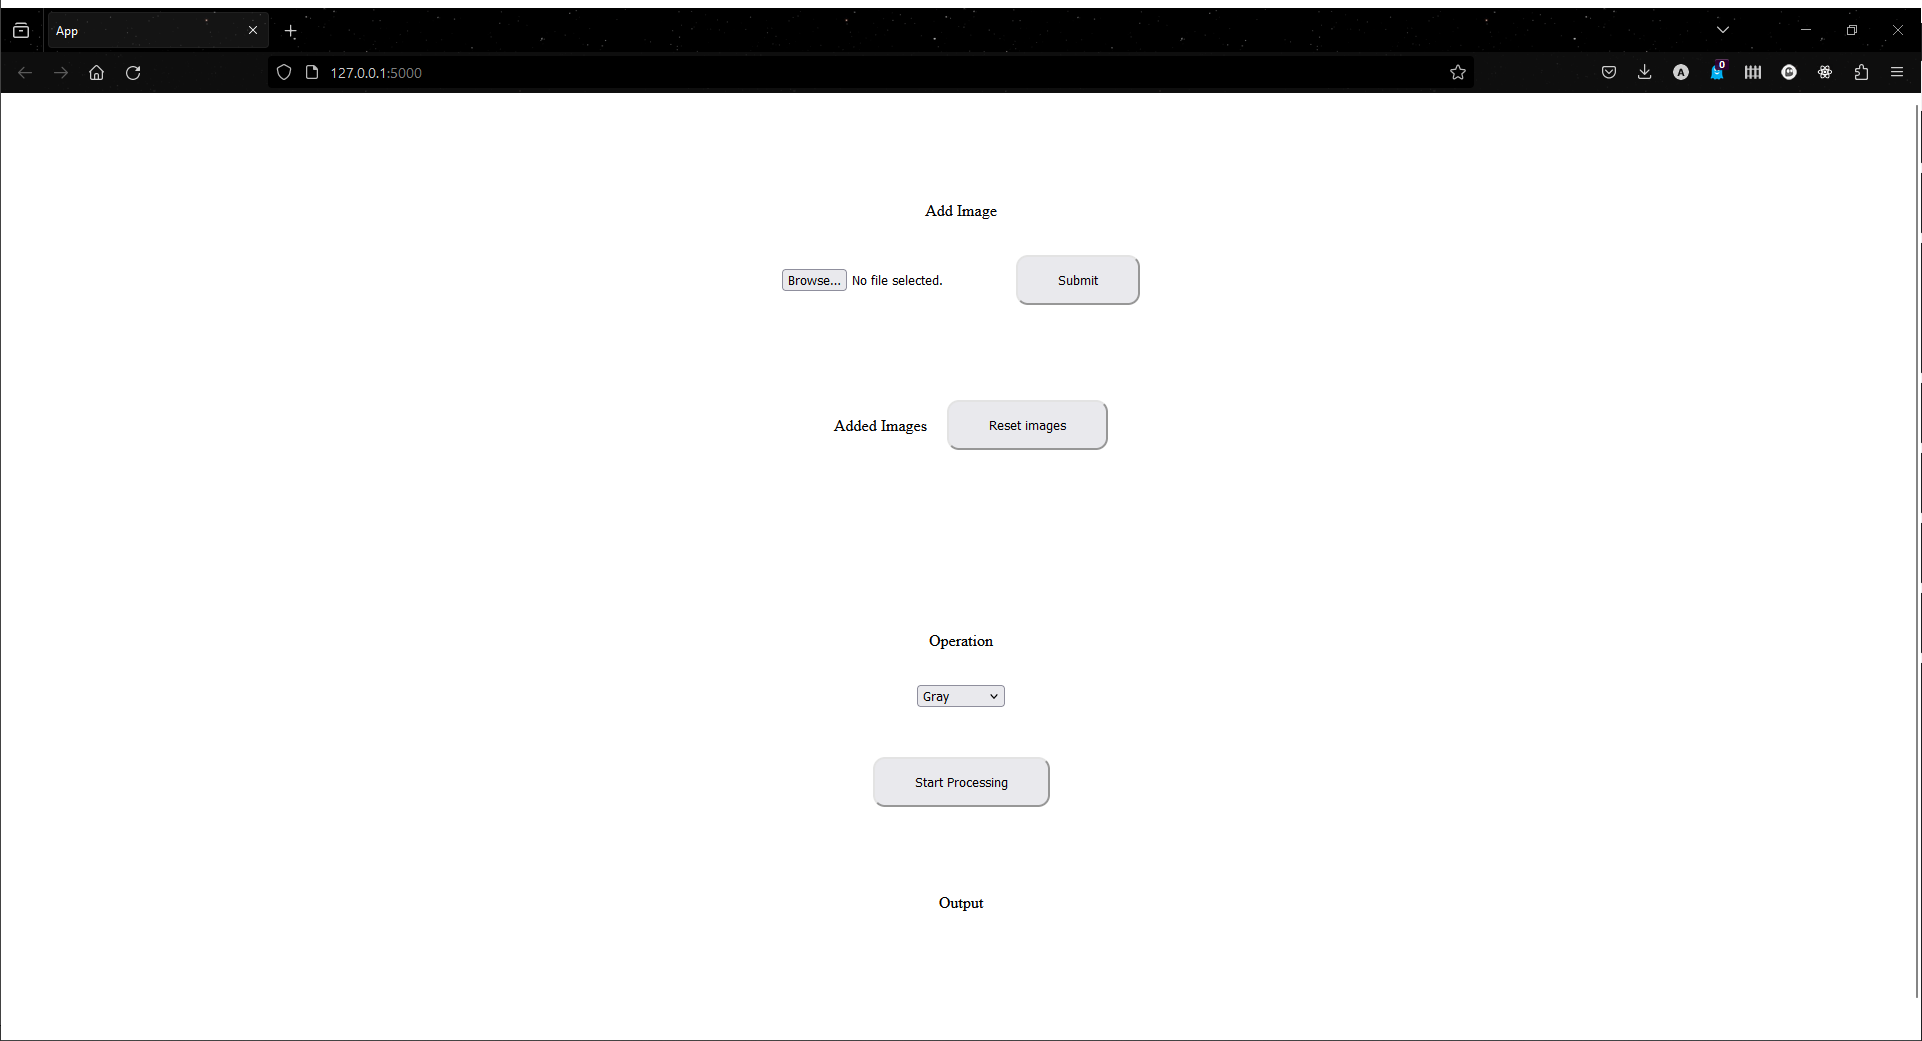 App
127.0.0.1:5000
A
0
Add Image
Browse... No file selected. Submit
Added Images Reset images
Operation
Gray
Start Processing
Output